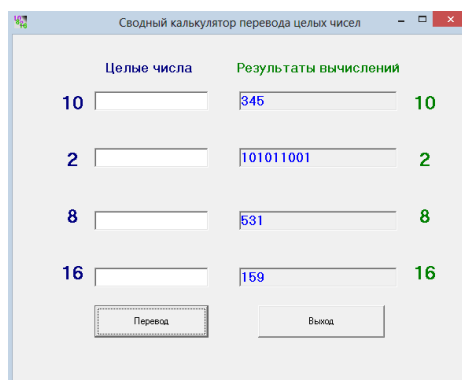 Сводный калькулятор перевода целых чисел
Целые числа Результаты вычислений
10 345 10
2 101011001 2
8 531 8
16 159 16
Перевод Выход